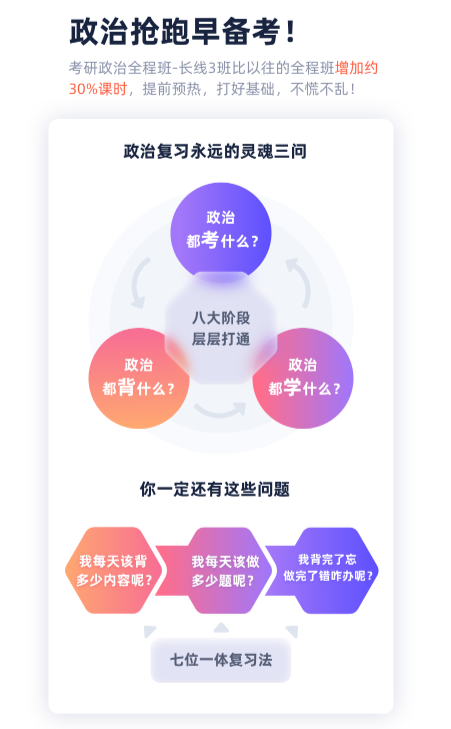 政治抢跑早备考！
考研政治全程班-长线3班比以往的全程班增加约
30%课时，提前预热，打好基础，不慌不乱！
政治复习永远的灵魂三问
政治
都考什么？
八大阶段
层层打通
政治
都背什么？
政治
都学什么？
你一定还有这些问题
我每天该背
多少内容呢？
我每天该做
多少题呢？
我背完了忘
做完了错咋办呢？
七位一体复习法